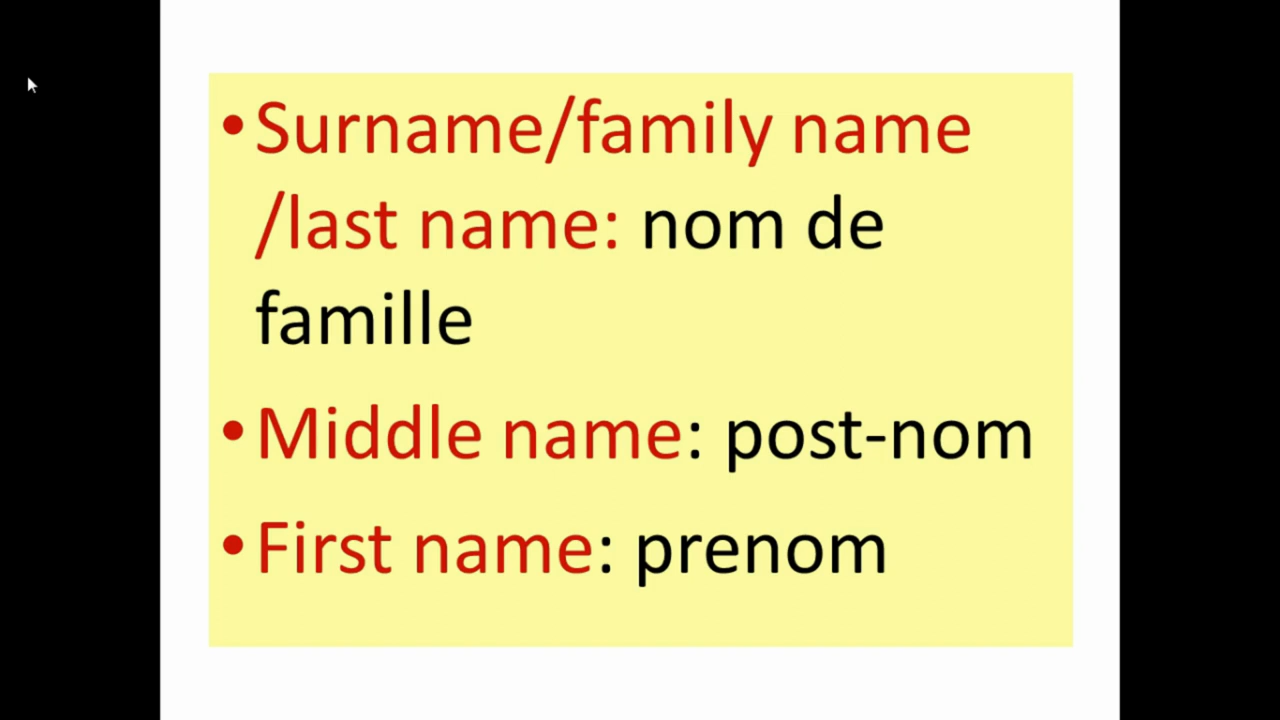 •Surname/family name
/last name: nom de
famille
•Middle name: post-nom
•First name: prenom